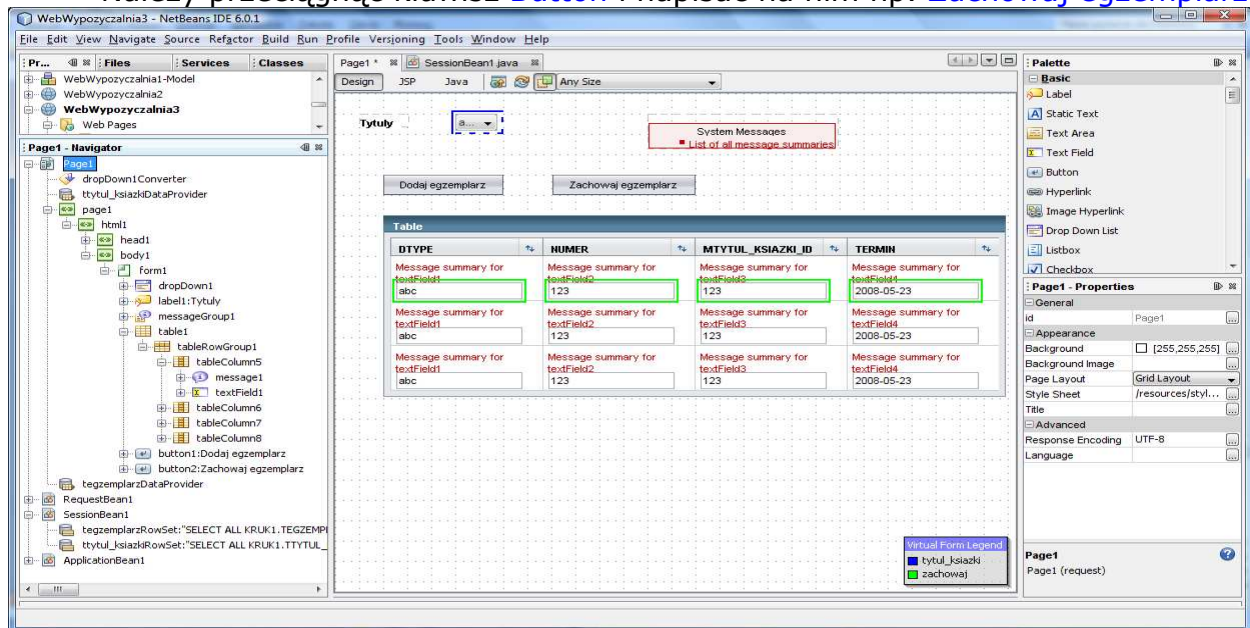 Należy przesiągnąć klawisz Button i napisać na nim np. Zachowaj egzemplarz
WebWypozyczalnia3 - NetBeans IDE 6.0.1
File Edit View Navigate Source Refactor Build Run Profile Versioning Tools Window Help
Pr... Files Services Classes
WebWypozyczalnia1-Model
WebWypozyczalnia2
WebWypozyczalnia3
Web Pages
Page1 - Navigator
Page1
dropDown1Converter
ttytul_ksiazkiDataProvider
page1
html1
head1
body1
form1
dropDown1
label1:Tytuly
messageGroup1
table1
tableRowGroup1
tableColumn5
message1
textField1
tableColumn6
tableColumn7
tableColumn8
button1:Dodaj egzemplarz
button2:Zachowaj egzemplarz
tegzemplarzDataProvider
RequestBean1
SessionBean1
tegzemplarzRowSet:"SELECT ALL KRUK1.TEGZEMPl
ttytul_ksiazkiRowSet:"SELECT ALL KRUK1.TTYTUL_
ApplicationBean1
Page1 * SessionBean1.java
Design JSP Java Any Size
Tytuly a...
System Messages
List of all message summaries
Dodaj egzemplarz Zachowaj egzemplarz
Table
DTYPE NUMER MTYTUL_KSIAZKI_ID TERMIN
Message summary for Message summary for Message summary for Message summary for
textField1 textField2 textField3 textField4
abc 123 123 2008-05-23
Message summary for Message summary for Message summary for Message summary for
textField1 textField2 textField3 textField4
abc 123 123 2008-05-23
Message summary for Message summary for Message summary for Message summary for
textField1 textField2 textField3 textField4
abc 123 123 2008-05-23
Virtual Form Legend
tytul_ksiazki
zachowaj
Palette
Basic
Label
Static Text
Text Area
Text Field
Button
Hyperlink
Image Hyperlink
Drop Down List
Listbox
Checkbox
Page1 - Properties
General
id Page1
Appearance
Background [255,255,255]
Background Image
Page Layout Grid Layout
Style Sheet /resources/styl...
Title
Advanced
Response Encoding UTF-8
Language
Page1
Page1 (request)